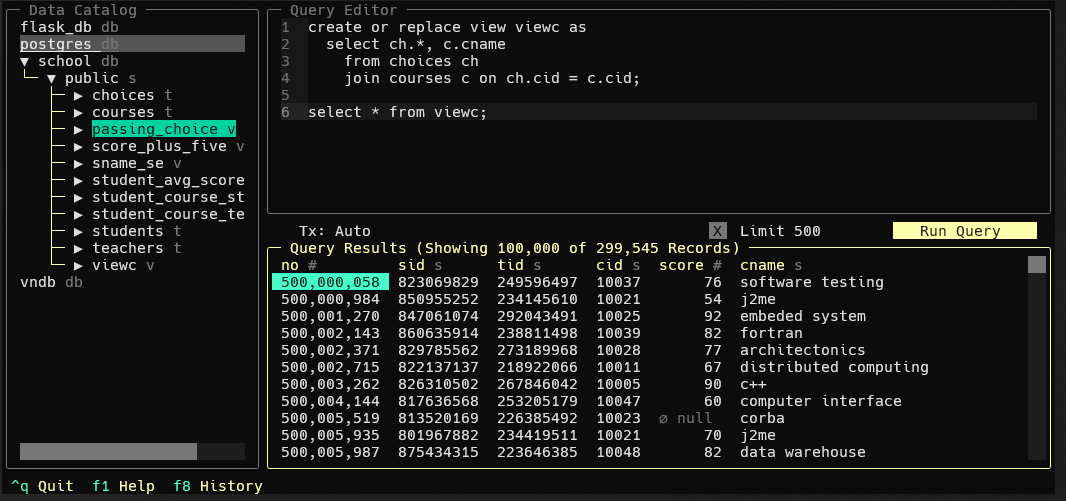 Data Catalog
flask_db db
postgres db
▼ school db
▼ public s
▶ choices t
▶ courses t
▶ passing_choice v
▶ score_plus_five v
▶ sname_se v
▶ student_avg_score
▶ student_course_st
▶ student_course_te
▶ students t
▶ teachers t
▶ viewc v
vndb db
Query Editor
1 create or replace view viewc as
2 select ch.*, c.cname
3 from choices ch
4 join courses c on ch.cid = c.cid;
5
6 select * from viewc;
Tx: Auto X Limit 500 Run Query
Query Results (Showing 100,000 of 299,545 Records)
no # sid s tid s cid s score # cname s
500,000,058 823069829 249596497 10037 76 software testing
500,000,984 850955252 234145610 10021 54 j2me
500,001,270 847061074 292043491 10025 92 embeded system
500,002,143 860635914 238811498 10039 82 fortran
500,002,371 829785562 273189968 10028 77 architectonics
500,002,715 822137137 218922066 10011 67 distributed computing
500,003,262 826310502 267846042 10005 90 c++
500,004,144 817636568 253205179 10047 60 computer interface
500,005,519 813520169 226385492 10023 ∅ null corba
500,005,935 801967882 234419511 10021 70 j2me
500,005,987 875434315 223646385 10048 82 data warehouse
^q Quit f1 Help f8 History